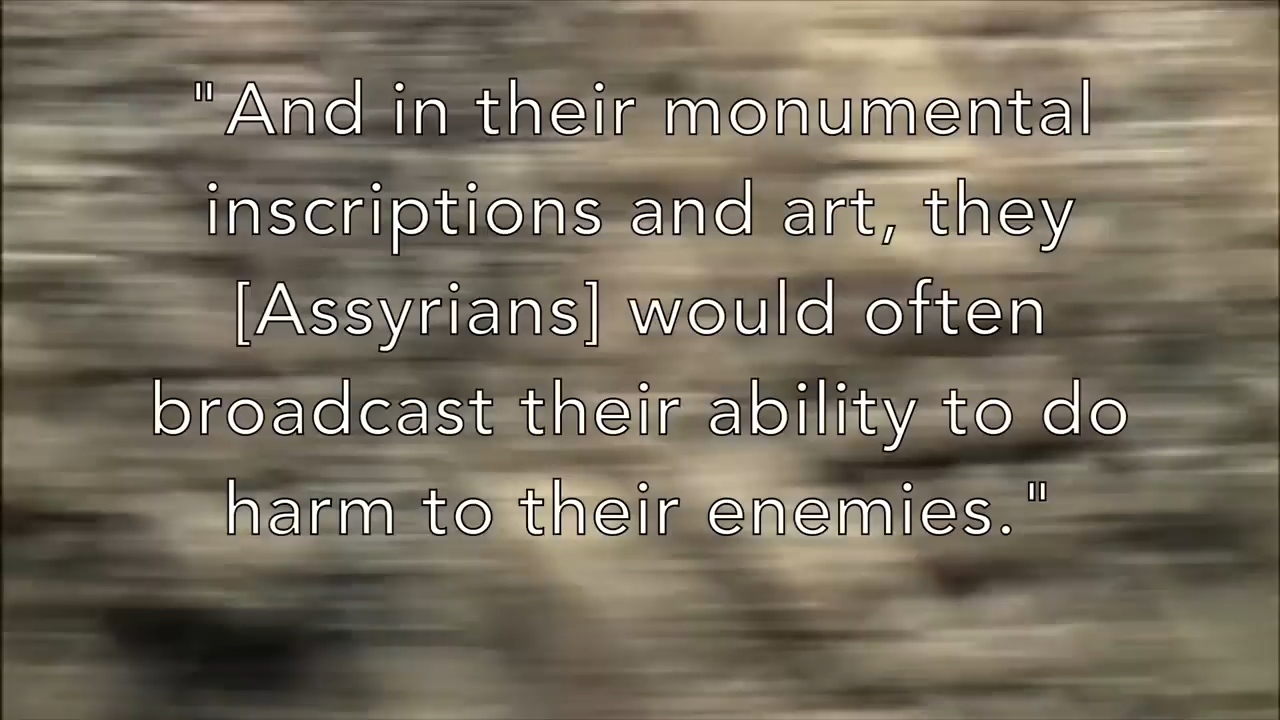 "And in their monumental
inscriptions and art, they
[Assyrians] would often
broadcast their ability to do
harm to their enemies."